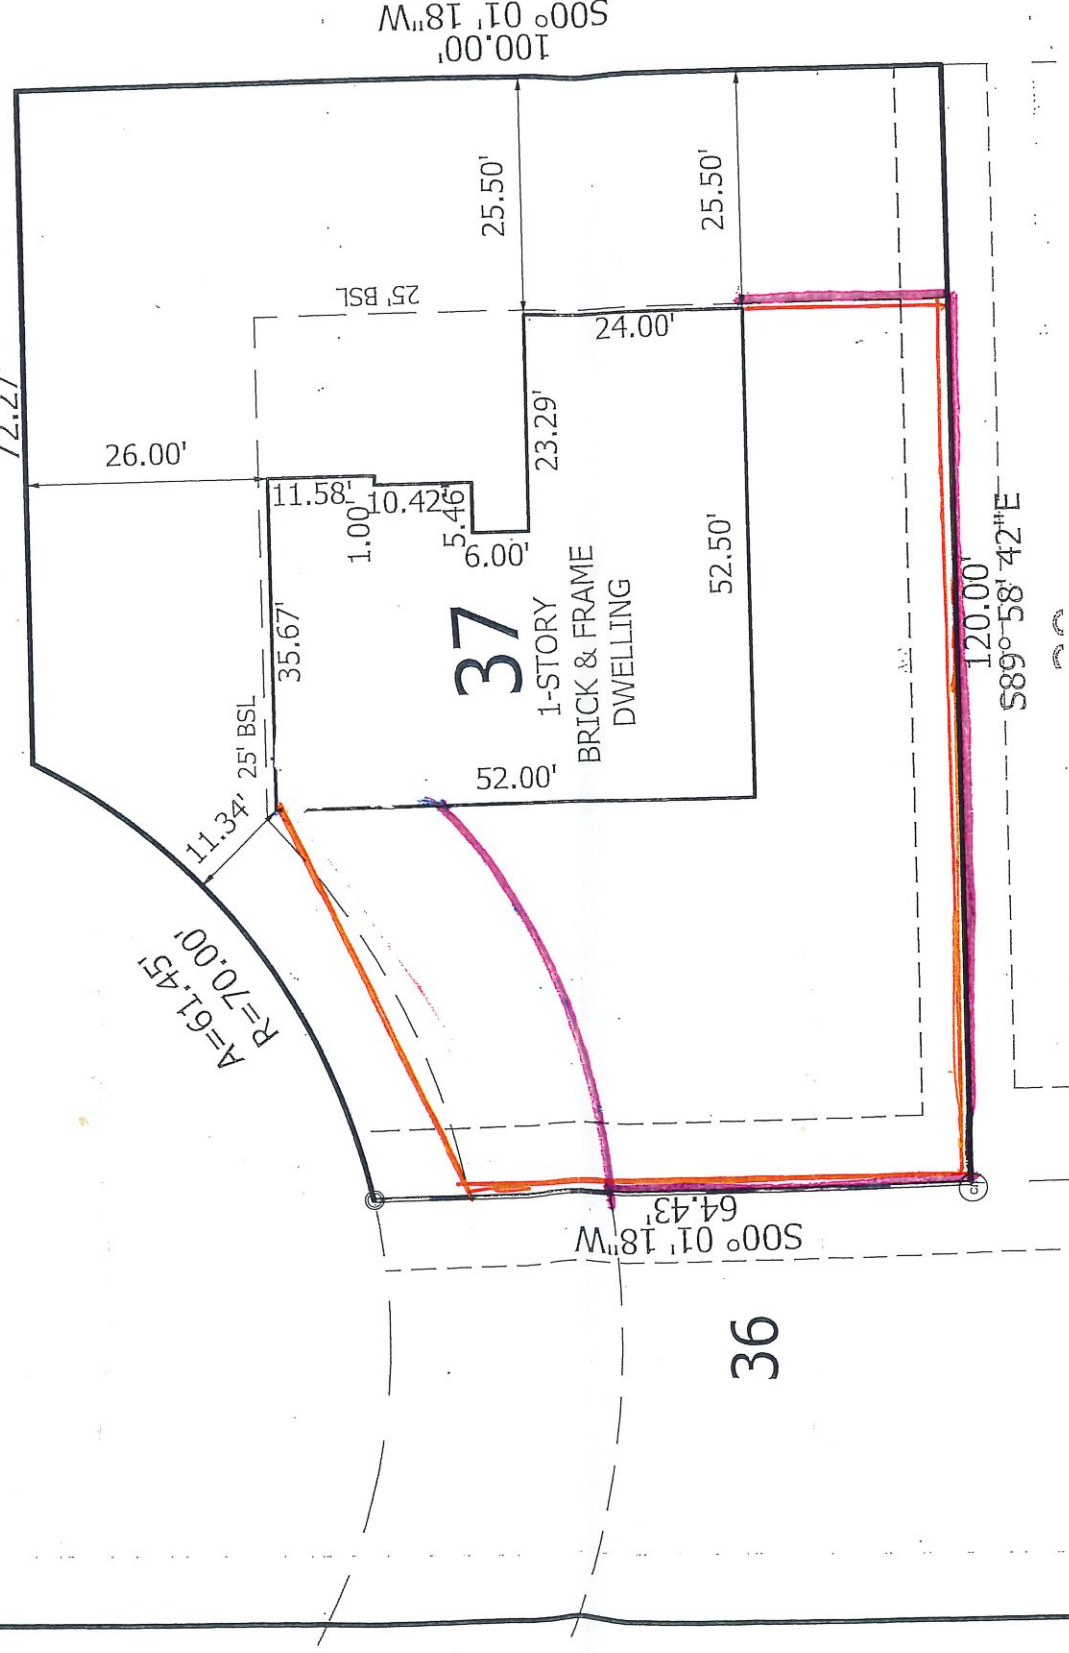 S00° 01' 18"W
100.00'
25.50'
25.50'
25' BSL
24.00'
72.27'
26.00'
23.29'
11.58'
1.00
10.42'
5.46'
6.00'
52.50'
35.67'
37
1-STORY
BRICK & FRAME
DWELLING
120.00'
S89° 58' 42"E
25' BSL
52.00'
11.34'
A=61.45'
R=70.00'
64.43'
S00° 01' 18"W
36